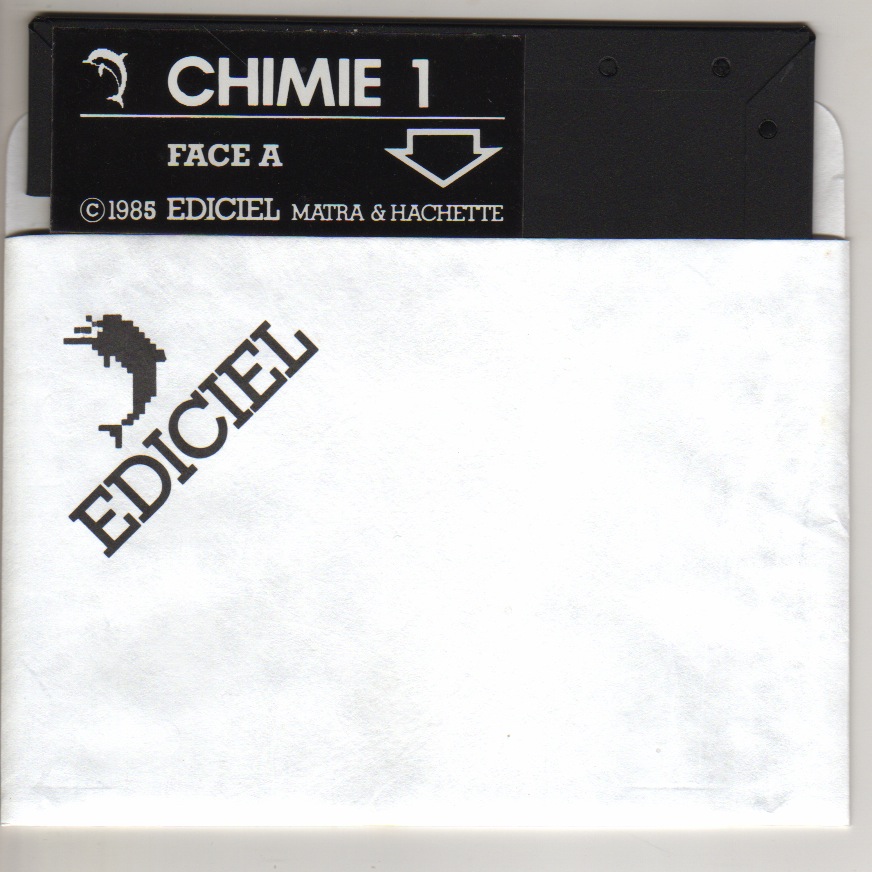 CHIMIE 1
FACE A
©1985 EDICIEL MATRA & HACHETTE
EDICIEL